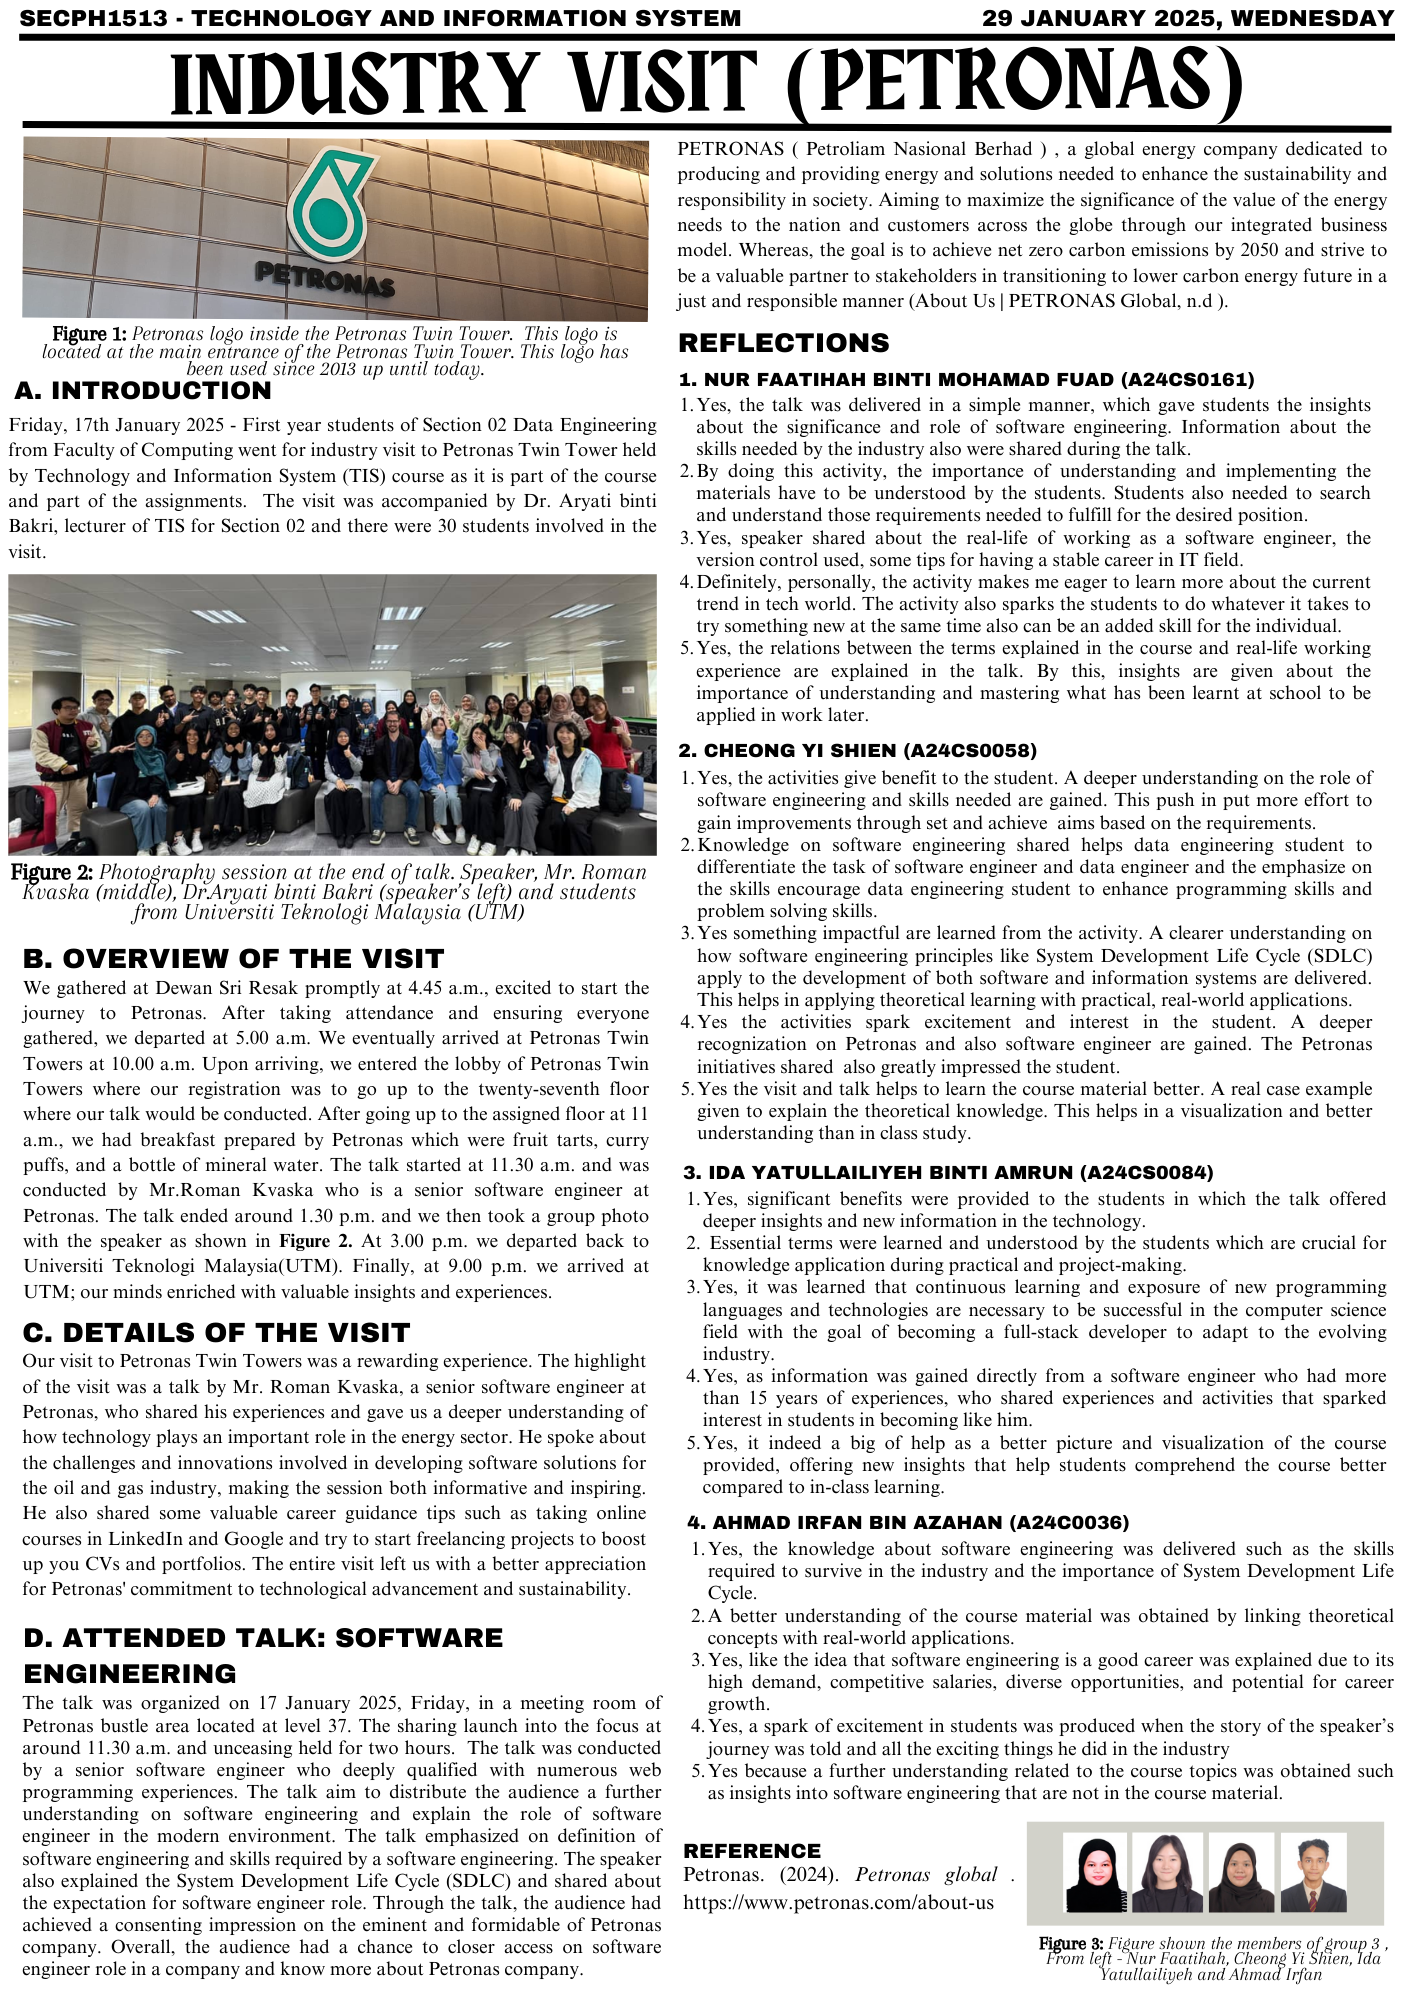 SECPH1513 - TECHNOLOGY AND INFORMATION SYSTEM
29 JANUARY 2025, WEDNESDAY
INDUSTRY VISIT (PETRONAS)
PETRONAS
Figure 1: Petronas logo inside the Petronas Twin Tower. This logo is
located at the main entrance of the Petronas Twin Tower. This logo has
been used since 2013 up until today.
A. INTRODUCTION
Friday, 17th January 2025 - First year students of Section 02 Data Engineering
from Faculty of Computing went for industry visit to Petronas Twin Tower held
by Technology and Information System (TIS) course as it is part of the course
and part of the assignments. The visit was accompanied by Dr. Aryati binti
Bakri, lecturer of TIS for Section 02 and there were 30 students involved in the
visit.
Figure 2: Photography session at the end of talk. Speaker, Mr. Roman
Kvaska (middle), Dr.Aryati binti Bakri (speaker's left) and students
from Universiti Teknologi Malaysia (UTM)
B. OVERVIEW OF THE VISIT
We gathered at Dewan Sri Resak promptly at 4.45 a.m., excited to start the
journey to Petronas. After taking attendance and ensuring everyone
gathered, we departed at 5.00 a.m. We eventually arrived at Petronas Twin
Towers at 10.00 a.m. Upon arriving, we entered the lobby of Petronas Twin
Towers where our registration was to go up to the twenty-seventh floor
where our talk would be conducted. After going up to the assigned floor at 11
a.m., we had breakfast prepared by Petronas which were fruit tarts, curry
puffs, and a bottle of mineral water. The talk started at 11.30 a.m. and was
conducted by Mr.Roman Kvaska who is a senior software engineer at
Petronas. The talk ended around 1.30 p.m. and we then took a group photo
with the speaker as shown in Figure 2. At 3.00 p.m. we departed back to
Universiti Teknologi Malaysia(UTM). Finally, at 9.00 p.m. we arrived at
UTM; our minds enriched with valuable insights and experiences.
C. DETAILS OF THE VISIT
Our visit to Petronas Twin Towers was a rewarding experience. The highlight
of the visit was a talk by Mr. Roman Kvaska, a senior software engineer at
Petronas, who shared his experiences and gave us a deeper understanding of
how technology plays an important role in the energy sector. He spoke about
the challenges and innovations involved in developing software solutions for
the oil and gas industry, making the session both informative and inspiring.
He also shared some valuable career guidance tips such as taking online
courses in LinkedIn and Google and try to start freelancing projects to boost
up you CVs and portfolios. The entire visit left us with a better appreciation
for Petronas' commitment to technological advancement and sustainability.
D. ATTENDED TALK: SOFTWARE
ENGINEERING
The talk was organized on 17 January 2025, Friday, in a meeting room of
Petronas bustle area located at level 37. The sharing launch into the focus at
around 11.30 a.m. and unceasing held for two hours. The talk was conducted
by a senior software engineer who deeply qualified with numerous web
programming experiences. The talk aim to distribute the audience a further
understanding on software engineering and explain the role of software
engineer in the modern environment. The talk emphasized on definition of
software engineering and skills required by a software engineering. The speaker
also explained the System Development Life Cycle (SDLC) and shared about
the expectation for software engineer role. Through the talk, the audience had
achieved a consenting impression on the eminent and formidable of Petronas
company. Overall, the audience had a chance to closer access on software
engineer role in a company and know more about Petronas company.
PETRONAS ( Petroliam Nasional Berhad ) , a global energy company dedicated to
producing and providing energy and solutions needed to enhance the sustainability and
responsibility in society. Aiming to maximize the significance of the value of the energy
needs to the nation and customers across the globe through our integrated business
model. Whereas, the goal is to achieve net zero carbon emissions by 2050 and strive to
be a valuable partner to stakeholders in transitioning to lower carbon energy future in a
just and responsible manner (About Us | PETRONAS Global, n.d ).
REFLECTIONS
1. NUR FAATIHAH BINTI MOHAMAD FUAD (A24CS0161)
1. Yes, the talk was delivered in a simple manner, which gave students the insights
about the significance and role of software engineering. Information about the
skills needed by the industry also were shared during the talk.
2. By doing this activity, the importance of understanding and implementing the
materials have to be understood by the students. Students also needed to search
and understand those requirements needed to fulfill for the desired position.
3. Yes, speaker shared about the real-life of working as a software engineer, the
version control used, some tips for having a stable career in IT field.
4. Definitely, personally, the activity makes me eager to learn more about the current
trend in tech world. The activity also sparks the students to do whatever it takes to
try something new at the same time also can be an added skill for the individual.
5. Yes, the relations between the terms explained in the course and real-life working
experience are explained in the talk. By this, insights are given about the
importance of understanding and mastering what has been learnt at school to be
applied in work later.
2. CHEONG YI SHIEN (A24CS0058)
1. Yes, the activities give benefit to the student. A deeper understanding on the role of
software engineering and skills needed are gained. This push in put more effort to
gain improvements through set and achieve aims based on the requirements.
2. Knowledge on software engineering shared helps data engineering student to
differentiate the task of software engineer and data engineer and the emphasize on
the skills encourage data engineering student to enhance programming skills and
problem solving skills.
3. Yes something impactful are learned from the activity. A clearer understanding on
how software engineering principles like System Development Life Cycle (SDLC)
apply to the development of both software and information systems are delivered.
This helps in applying theoretical learning with practical, real-world applications.
4. Yes the activities spark excitement and interest in the student. A deeper
recognization on Petronas and also software engineer are gained. The Petronas
initiatives shared also greatly impressed the student.
5. Yes the visit and talk helps to learn the course material better. A real case example
given to explain the theoretical knowledge. This helps in a visualization and better
understanding than in class study.
3. IDA YATULLAILIYEH BINTI AMRUN (A24CS0084)
1. Yes, significant benefits were provided to the students in which the talk offered
deeper insights and new information in the technology.
2. Essential terms were learned and understood by the students which are crucial for
knowledge application during practical and project-making.
3. Yes, it was learned that continuous learning and exposure of new programming
languages and technologies are necessary to be successful in the computer science
field with the goal of becoming a full-stack developer to adapt to the evolving
industry.
4. Yes, as information was gained directly from a software engineer who had more
than 15 years of experiences, who shared experiences and activities that sparked
interest in students in becoming like him.
5. Yes, it indeed a big of help as a better picture and visualization of the course
provided, offering new insights that help students comprehend the course better
compared to in-class learning.
4. AHMAD IRFAN BIN AZAHAN (A24C0036)
1. Yes, the knowledge about software engineering was delivered such as the skills
required to survive in the industry and the importance of System Development Life
Cycle.
2. A better understanding of the course material was obtained by linking theoretical
concepts with real-world applications.
3. Yes, like the idea that software engineering is a good career was explained due to its
high demand, competitive salaries, diverse opportunities, and potential for career
growth.
4. Yes, a spark of excitement in students was produced when the story of the speaker's
journey was told and all the exciting things he did in the industry
5. Yes because a further understanding related to the course topics was obtained such
as insights into software engineering that are not in the course material.
REFERENCE
Petronas. (2024). Petronas global .
https://www.petronas.com/about-us
Figure 3: Figure shown the members of group 3 ,
From left - Nur Faatihah, Cheong Yi Shien, Ida
Yatullailiyeh and Ahmad Irfan